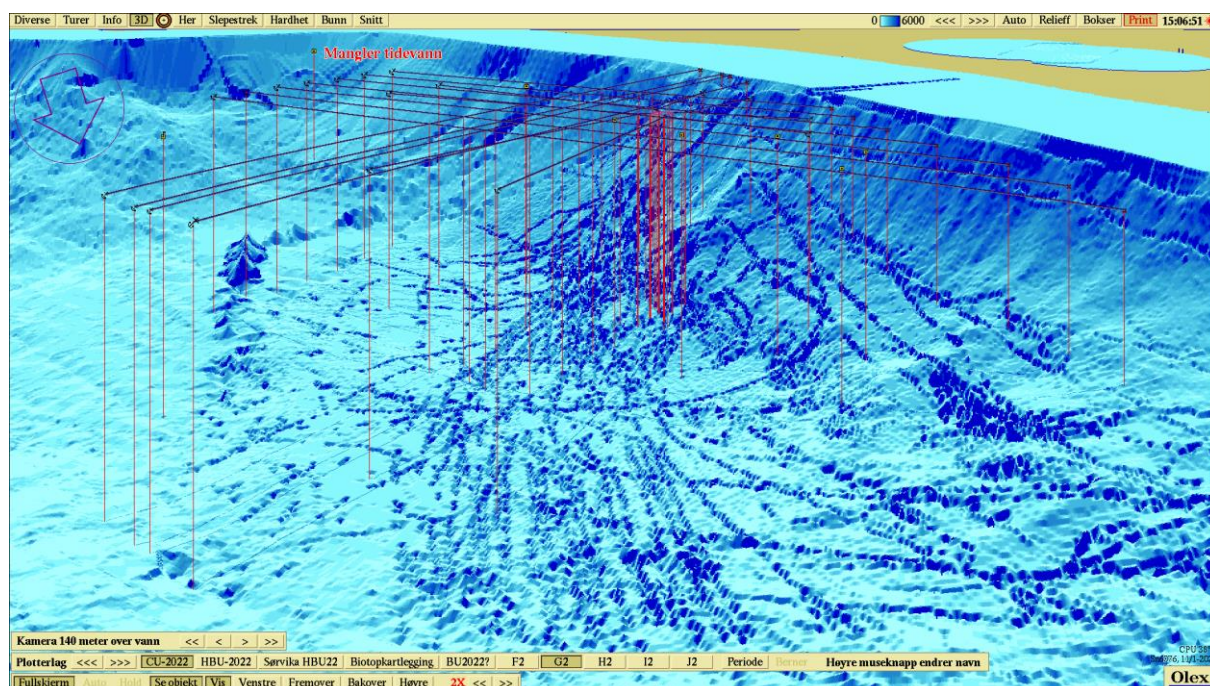 Diverse Turer Info 3D Her Slepestrek Hardhet Bunn Snitt 0 6000 <<< >>> Auto Relieff Bokser Print 15:06:51
Mangler tidevann
Kamera 140 meter over vann << < > >>
Plotterlag <<< >>> CU-2022 HBU-2022 Sørvika HBU22 Biotopkartlegging BU2022? F2 G2 H2 I2 J2 Periode Berner Høyre museknapp endrer navn
Fullskjerm Auto Hold Se objekt Vis Venstre Fremover Bakover Høyre 2X << >> Olex